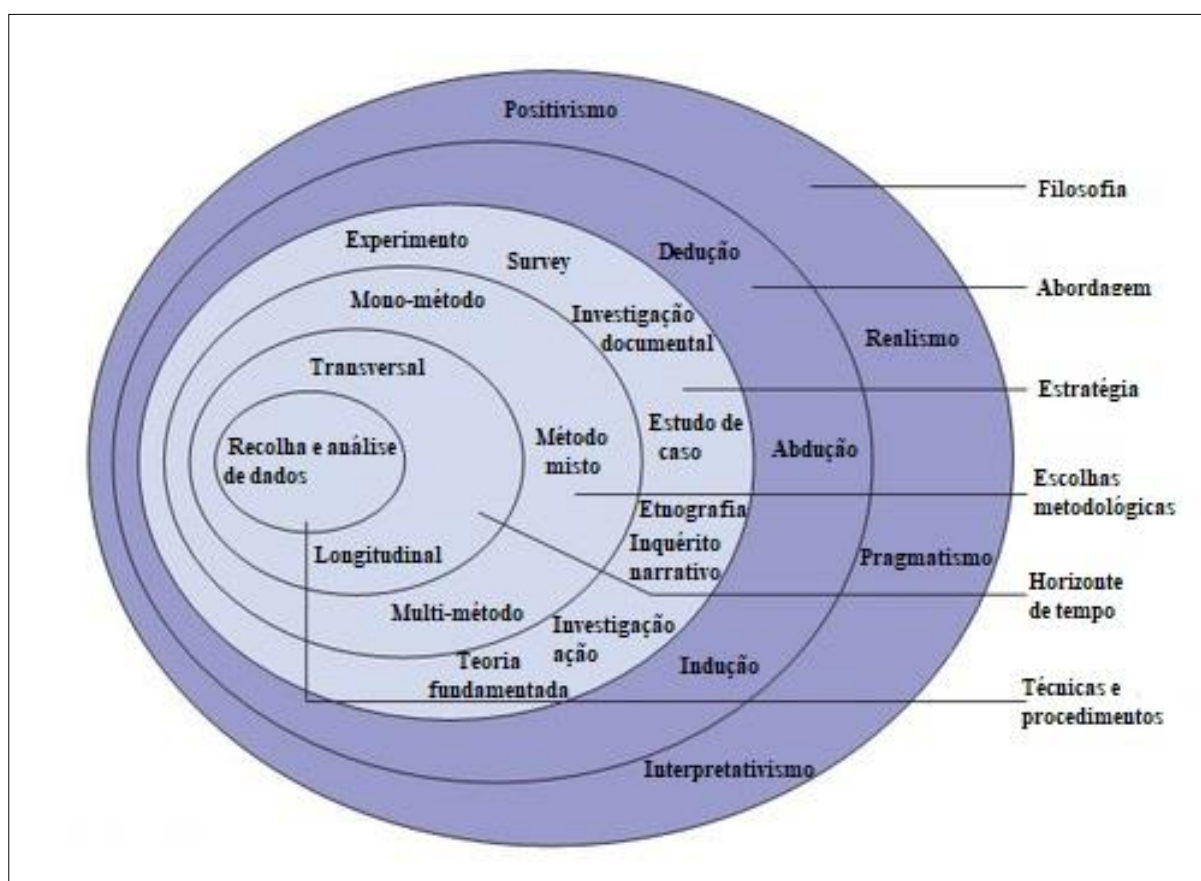 Positivismo
Filosofia
Experimento
Survey
Dedução
Mono-método
Abordagem
Investigação
documental
Realismo
Transversal
Estratégia
Estudo de
caso
Método
misto
Recolha e análise
de dados
Abdução
Escolhas
metodológicas
Etnografia
Inquérito
narrativo
Longitudinal
Pragmatismo
Horizonte
de tempo
Multi-método
Investigação
ação
Teoria
fundamentada
Indução
Técnicas e
procedimentos
Interpretativismo